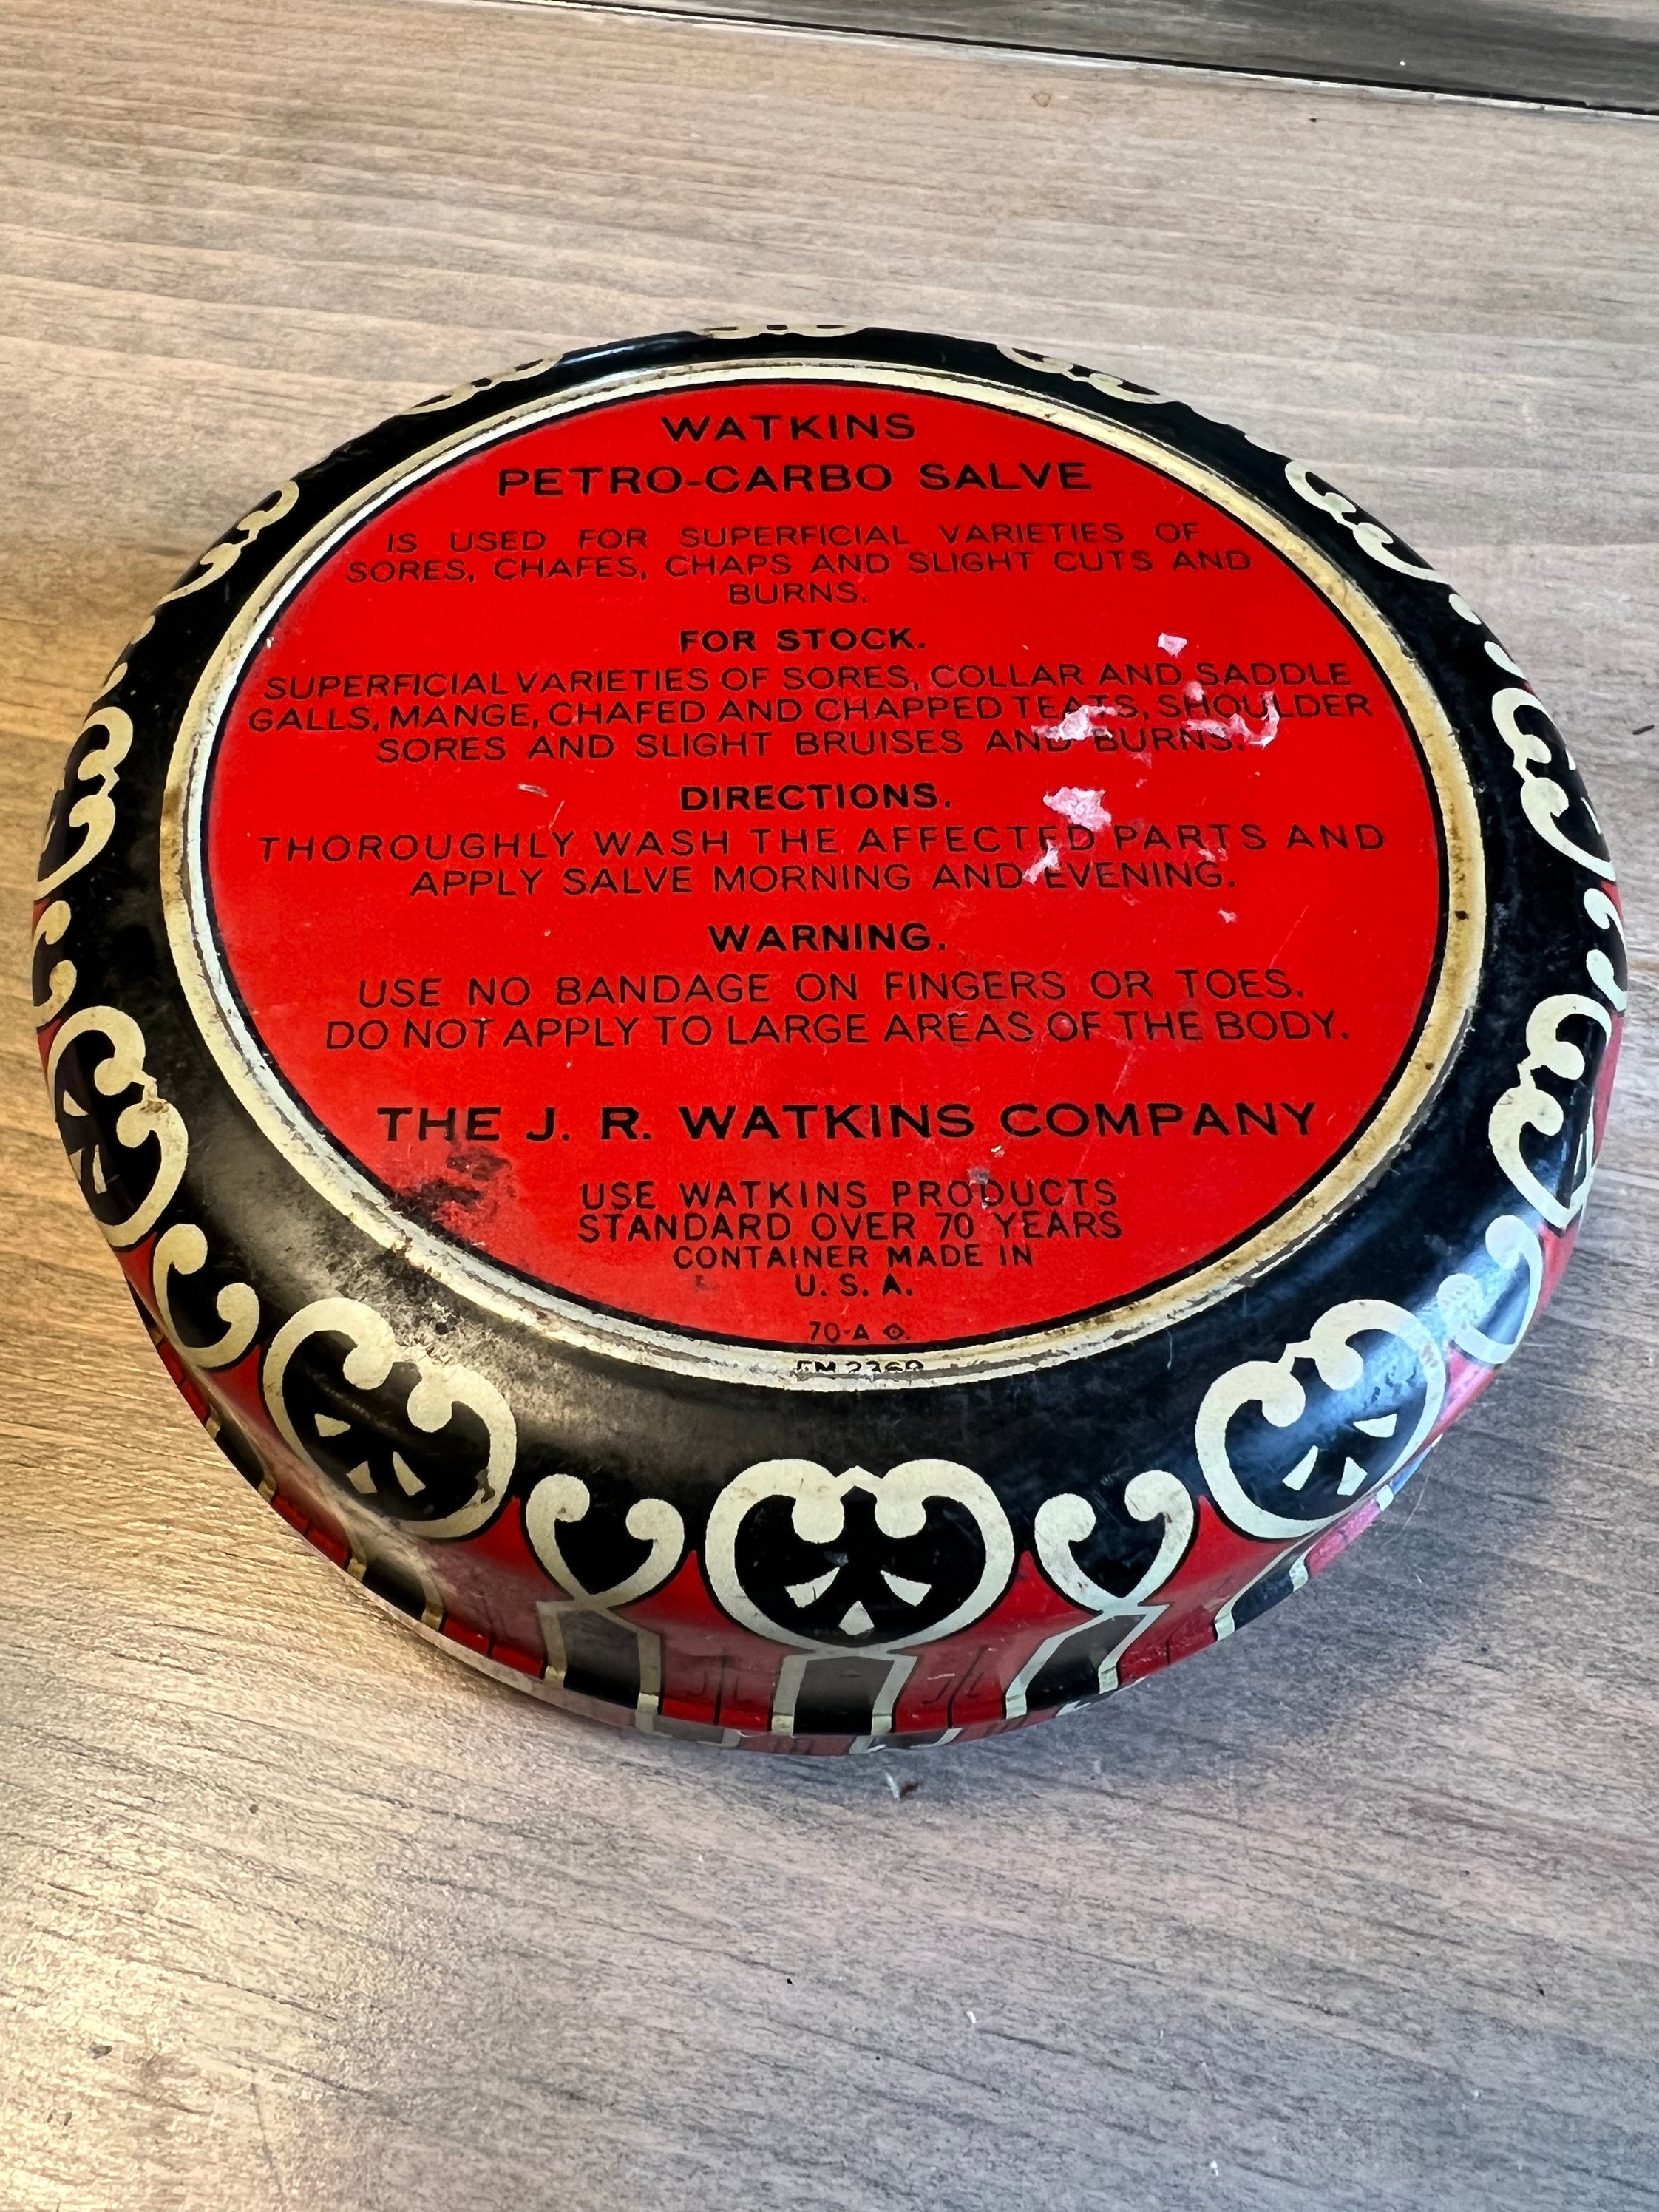 WATKINS
PETRO-CARBO SALVE
IS USED FOR SUPERFICIAL VARIETIES OF
SORES, CHAFES, CHAPS AND SLIGHT CUTS AND
BURNS.
FOR STOCK.
SUPERFICIAL VARIETIES OF SORES, COLLAR AND SADDLE
GALLS, MANGE, CHAFED AND CHAPPED TEATS, SHOULDER
SORES AND SLIGHT BRUISES AND BURNS.
DIRECTIONS.
THOROUGHLY WASH THE AFFECTED PARTS AND
APPLY SALVE MORNING AND EVENING.
WARNING.
USE NO BANDAGE ON FINGERS OR TOES.
DO NOT APPLY TO LARGE AREAS OF THE BODY.
THE J. R. WATKINS COMPANY
USE WATKINS PRODUCTS
STANDARD OVER 70 YEARS
CONTAINER MADE IN
U. S. A.
70-A